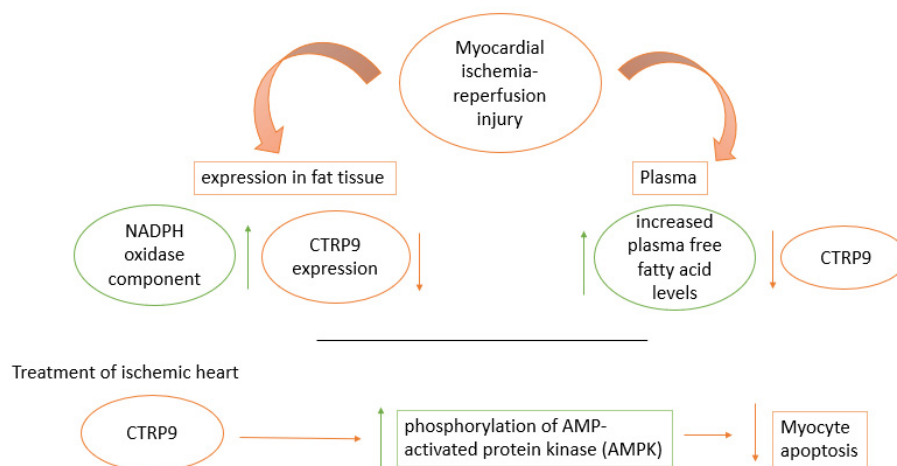 Myocardial
ischemia-
reperfusion
injury
expression in fat tissue
Plasma
NADPH
oxidase
component
CTRP9
expression
increased
plasma free
fatty acid
levels
CTRP9
Treatment of ischemic heart
CTRP9
phosphorylation of AMP-
activated protein kinase (AMPK)
Myocyte
apoptosis